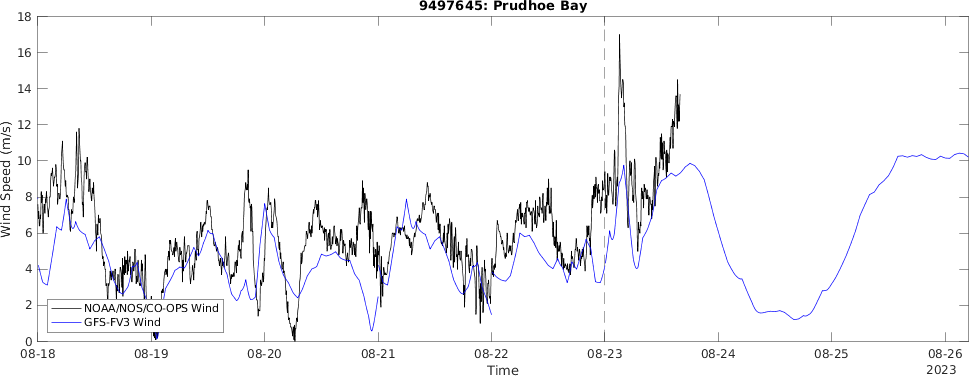 9497645: Prudhoe Bay
18
16
14
12
10
8
6
4
2
0
Wind Speed (m/s)
NOAA/NOS/CO-OPS Wind
GFS-FV3 Wind
08-18 08-19 08-20 08-21 08-22 08-23 08-24 08-25 08-26
Time
2023